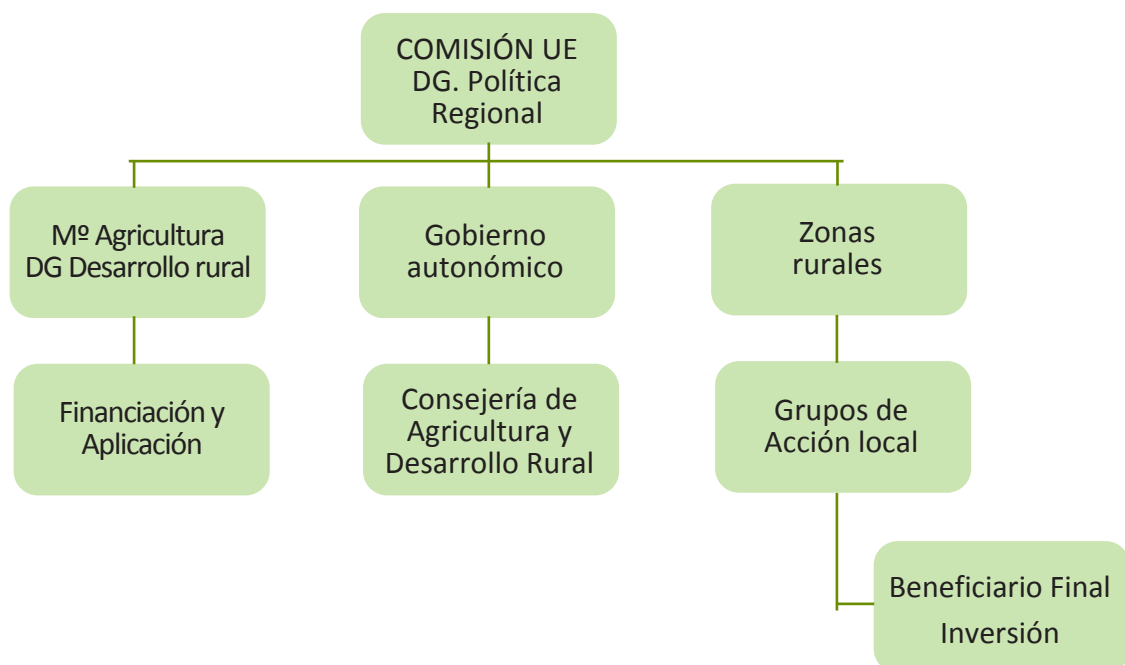 COMISIÓN UE
DG. Política
Regional
Mº Agricultura
DG Desarrollo rural
Gobierno
autonómico
Zonas
rurales
Financiación y
Aplicación
Consejería de
Agricultura y
Desarrollo Rural
Grupos de
Acción local
Beneficiario Final
Inversión